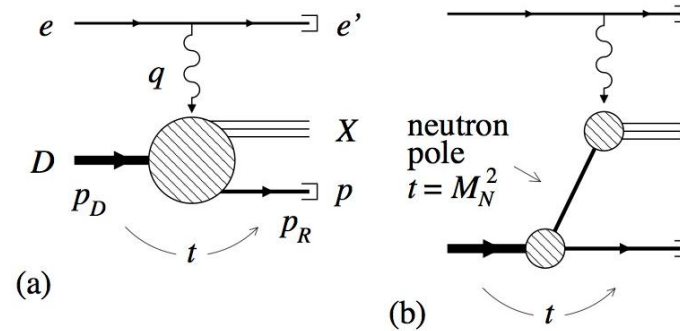 e
e'
q
X
D
p
p_D
p_R
t
(a)
neutron
pole
t = M_N^2
t
(b)